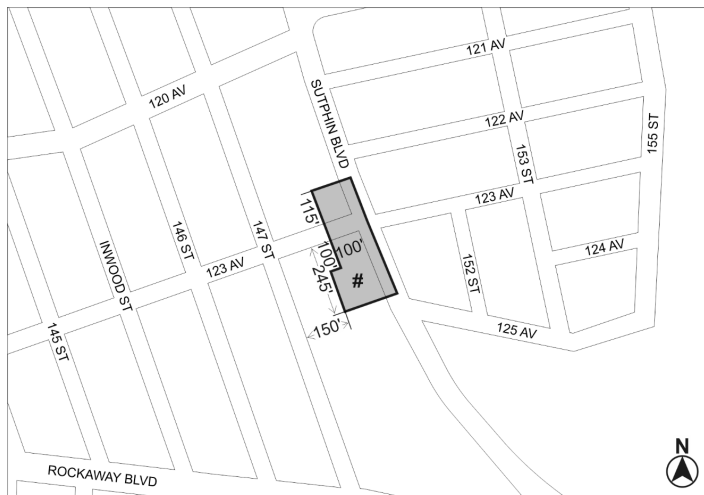 121 AV
120 AV
SUTPHIN BLVD
122 AV
155 ST
153 ST
123 AV
115'
146 ST
147 ST
100'
100'
124 AV
INWOOD ST
123 AV
245'
#
152 ST
150'
125 AV
145 ST
N
ROCKAWAY BLVD